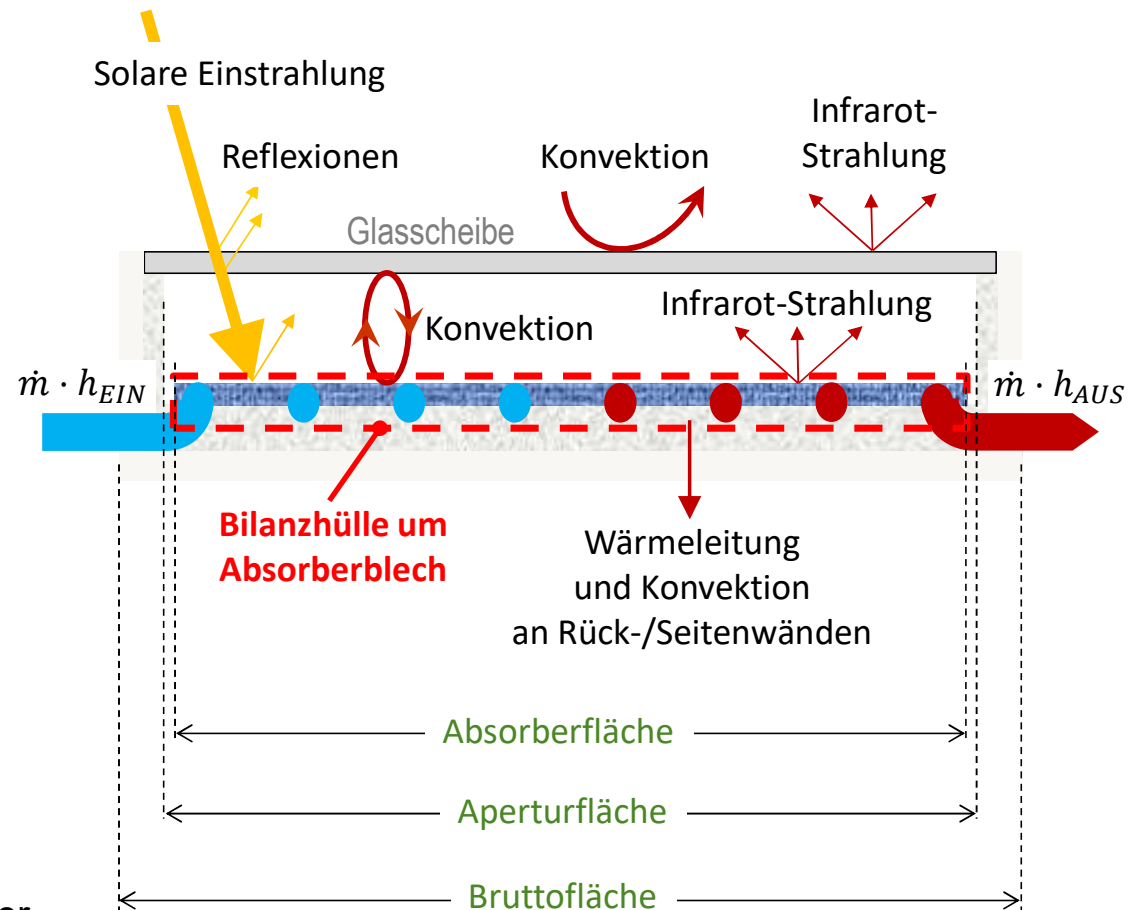 Solare Einstrahlung
Reflexionen
Konvektion
Infrarot-
Strahlung
Glasscheibe
Konvektion
Infrarot-Strahlung
ṁ · h_EIN
ṁ · h_AUS
Bilanzhülle um
Absorberblech
Wärmeleitung
und Konvektion
an Rück-/Seitenwänden
Absorberfläche
Aperturfläche
Bruttofläche